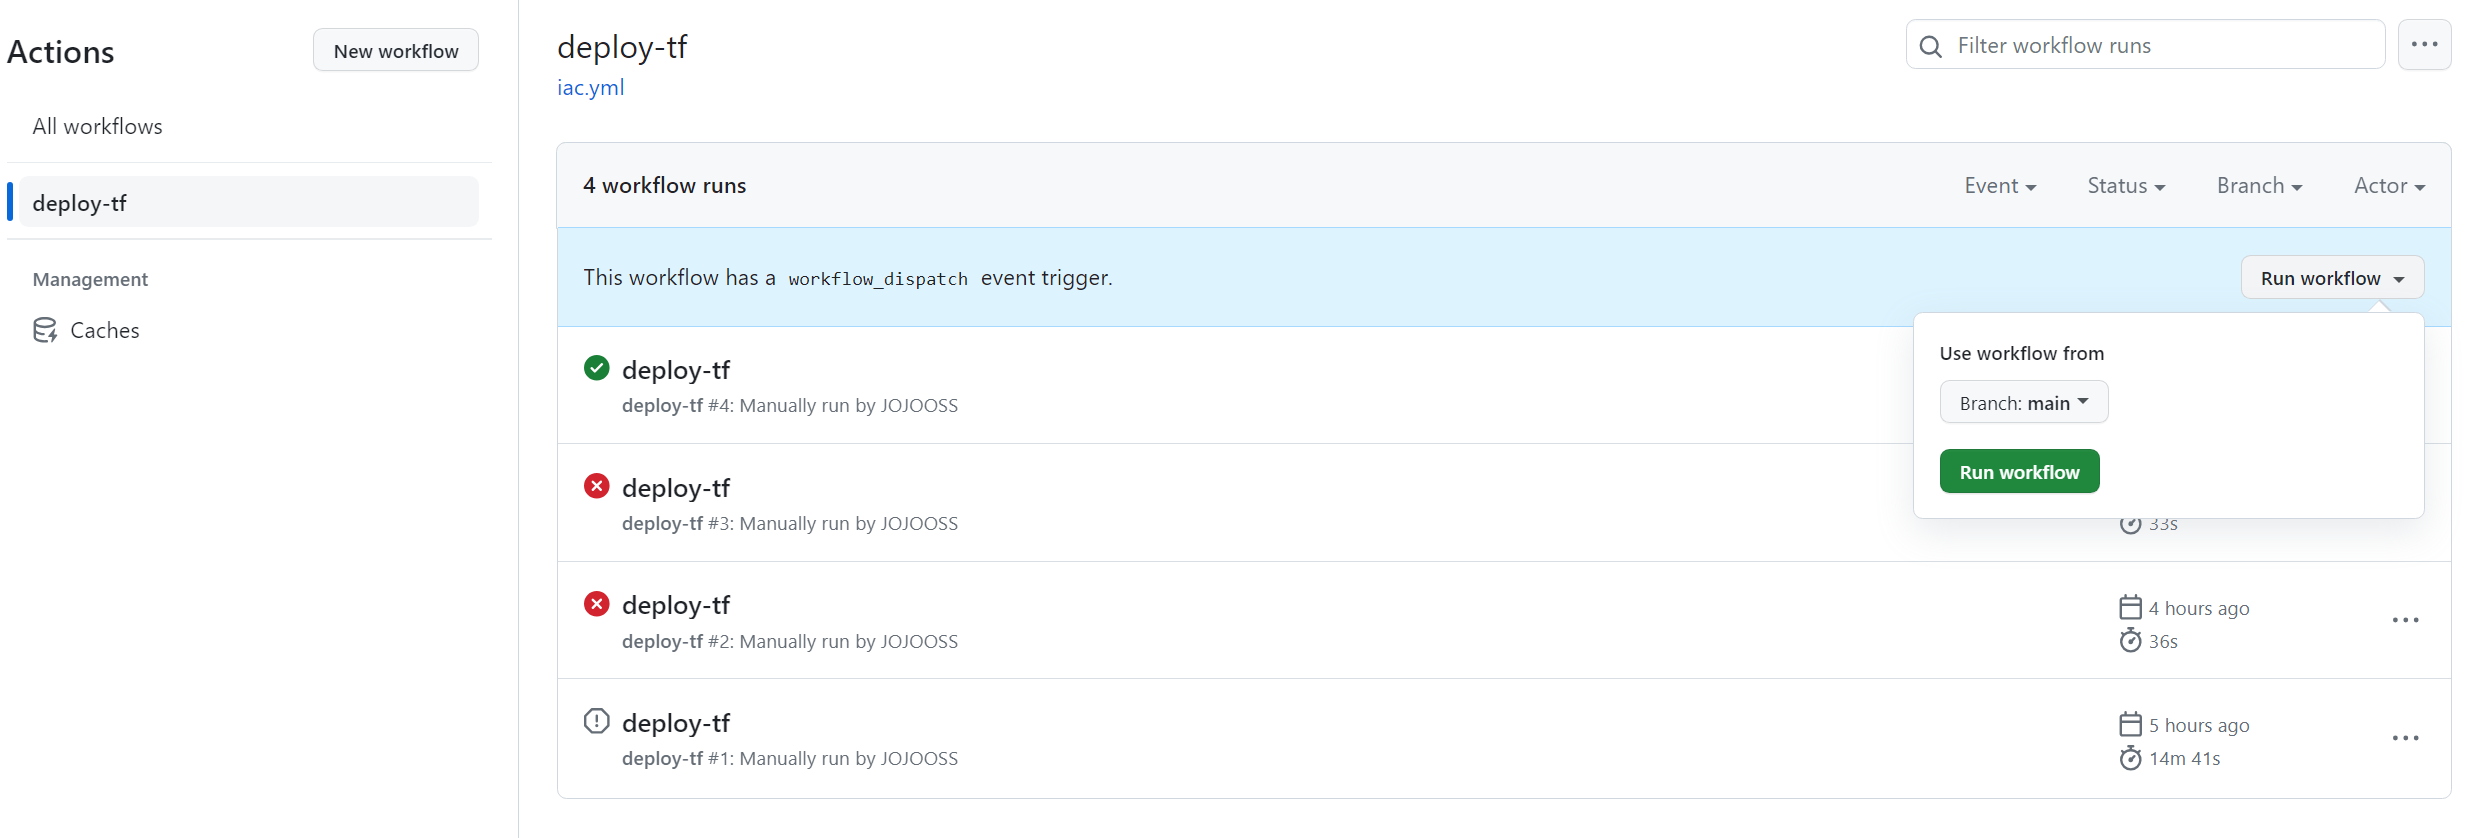 Actions
New workflow
All workflows
deploy-tf
Management
Caches
deploy-tf
iac.yml
Filter workflow runs
4 workflow runs
Event
Status
Branch
Actor
This workflow has a workflow_dispatch event trigger.
Run workflow
Use workflow from
Branch: main
Run workflow
deploy-tf
deploy-tf #4: Manually run by JOJOOSS
deploy-tf
deploy-tf #3: Manually run by JOJOOSS
33s
deploy-tf
deploy-tf #2: Manually run by JOJOOSS
4 hours ago
36s
deploy-tf
deploy-tf #1: Manually run by JOJOOSS
5 hours ago
14m 41s